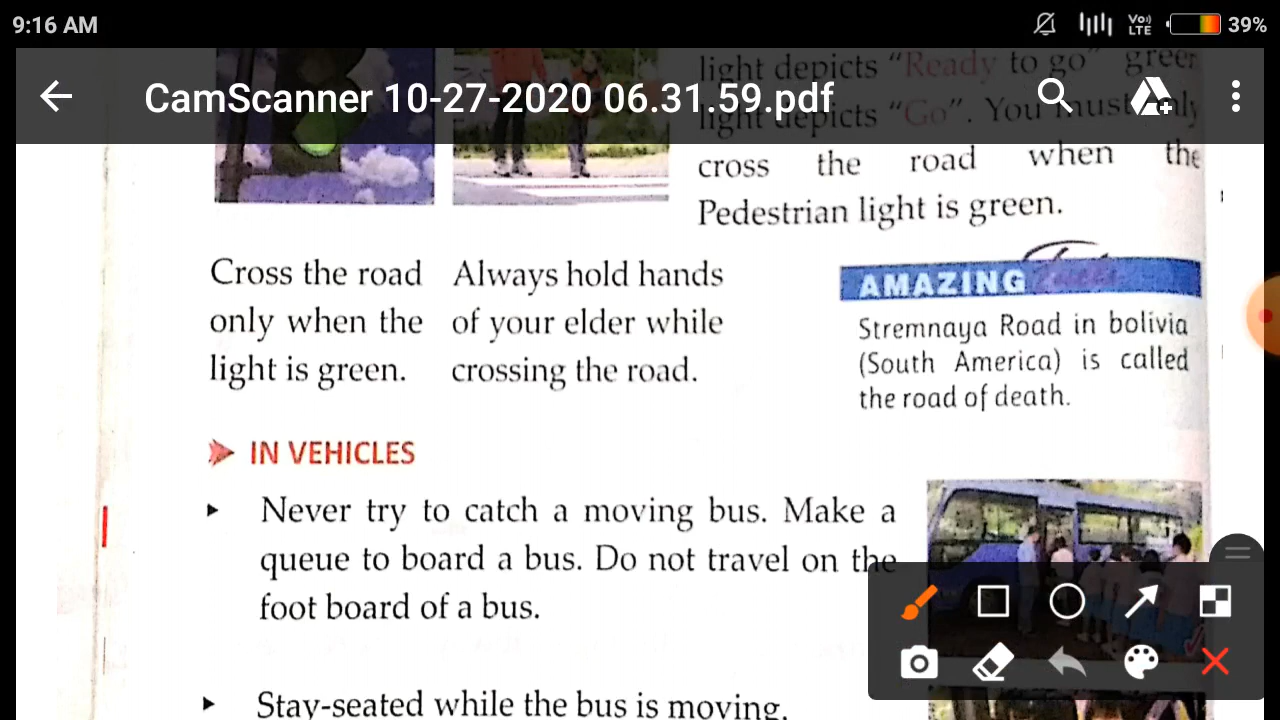 9:16 AM
Vo))
LTE
39%
CamScanner 10-27-2020 06.31.59.pdf
light depicts "Ready to go" green
light depicts "Go". You must only
cross the road when the
Pedestrian light is green.
Cross the road
only when the
light is green.
Always hold hands
of your elder while
crossing the road.
AMAZING
Stremnaya Road in bolivia
(South America) is called
the road of death.
IN VEHICLES
Never try to catch a moving bus. Make a
queue to board a bus. Do not travel on the
foot board of a bus.
Stay-seated while the bus is moving.